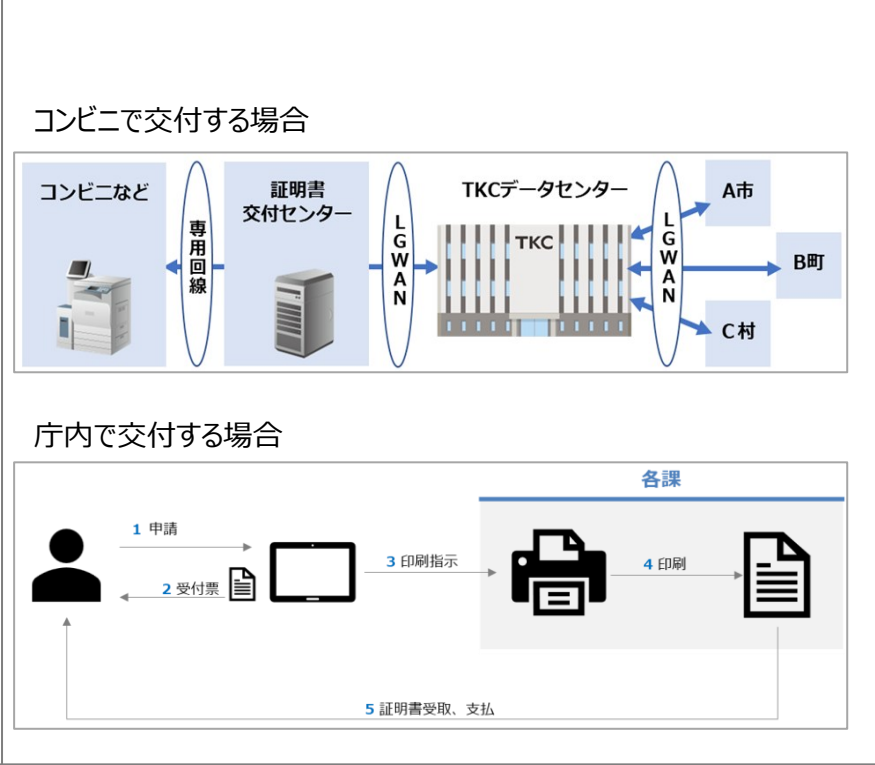 コンビニで交付する場合
コンビニなど
専用回線
証明書
交付センター
LGWAN
TKCデータセンター
TKC
LGWAN
A市
B町
C村
庁内で交付する場合
各課
1 申請
2 受付票
3 印刷指示
4 印刷
5 証明書受取、支払